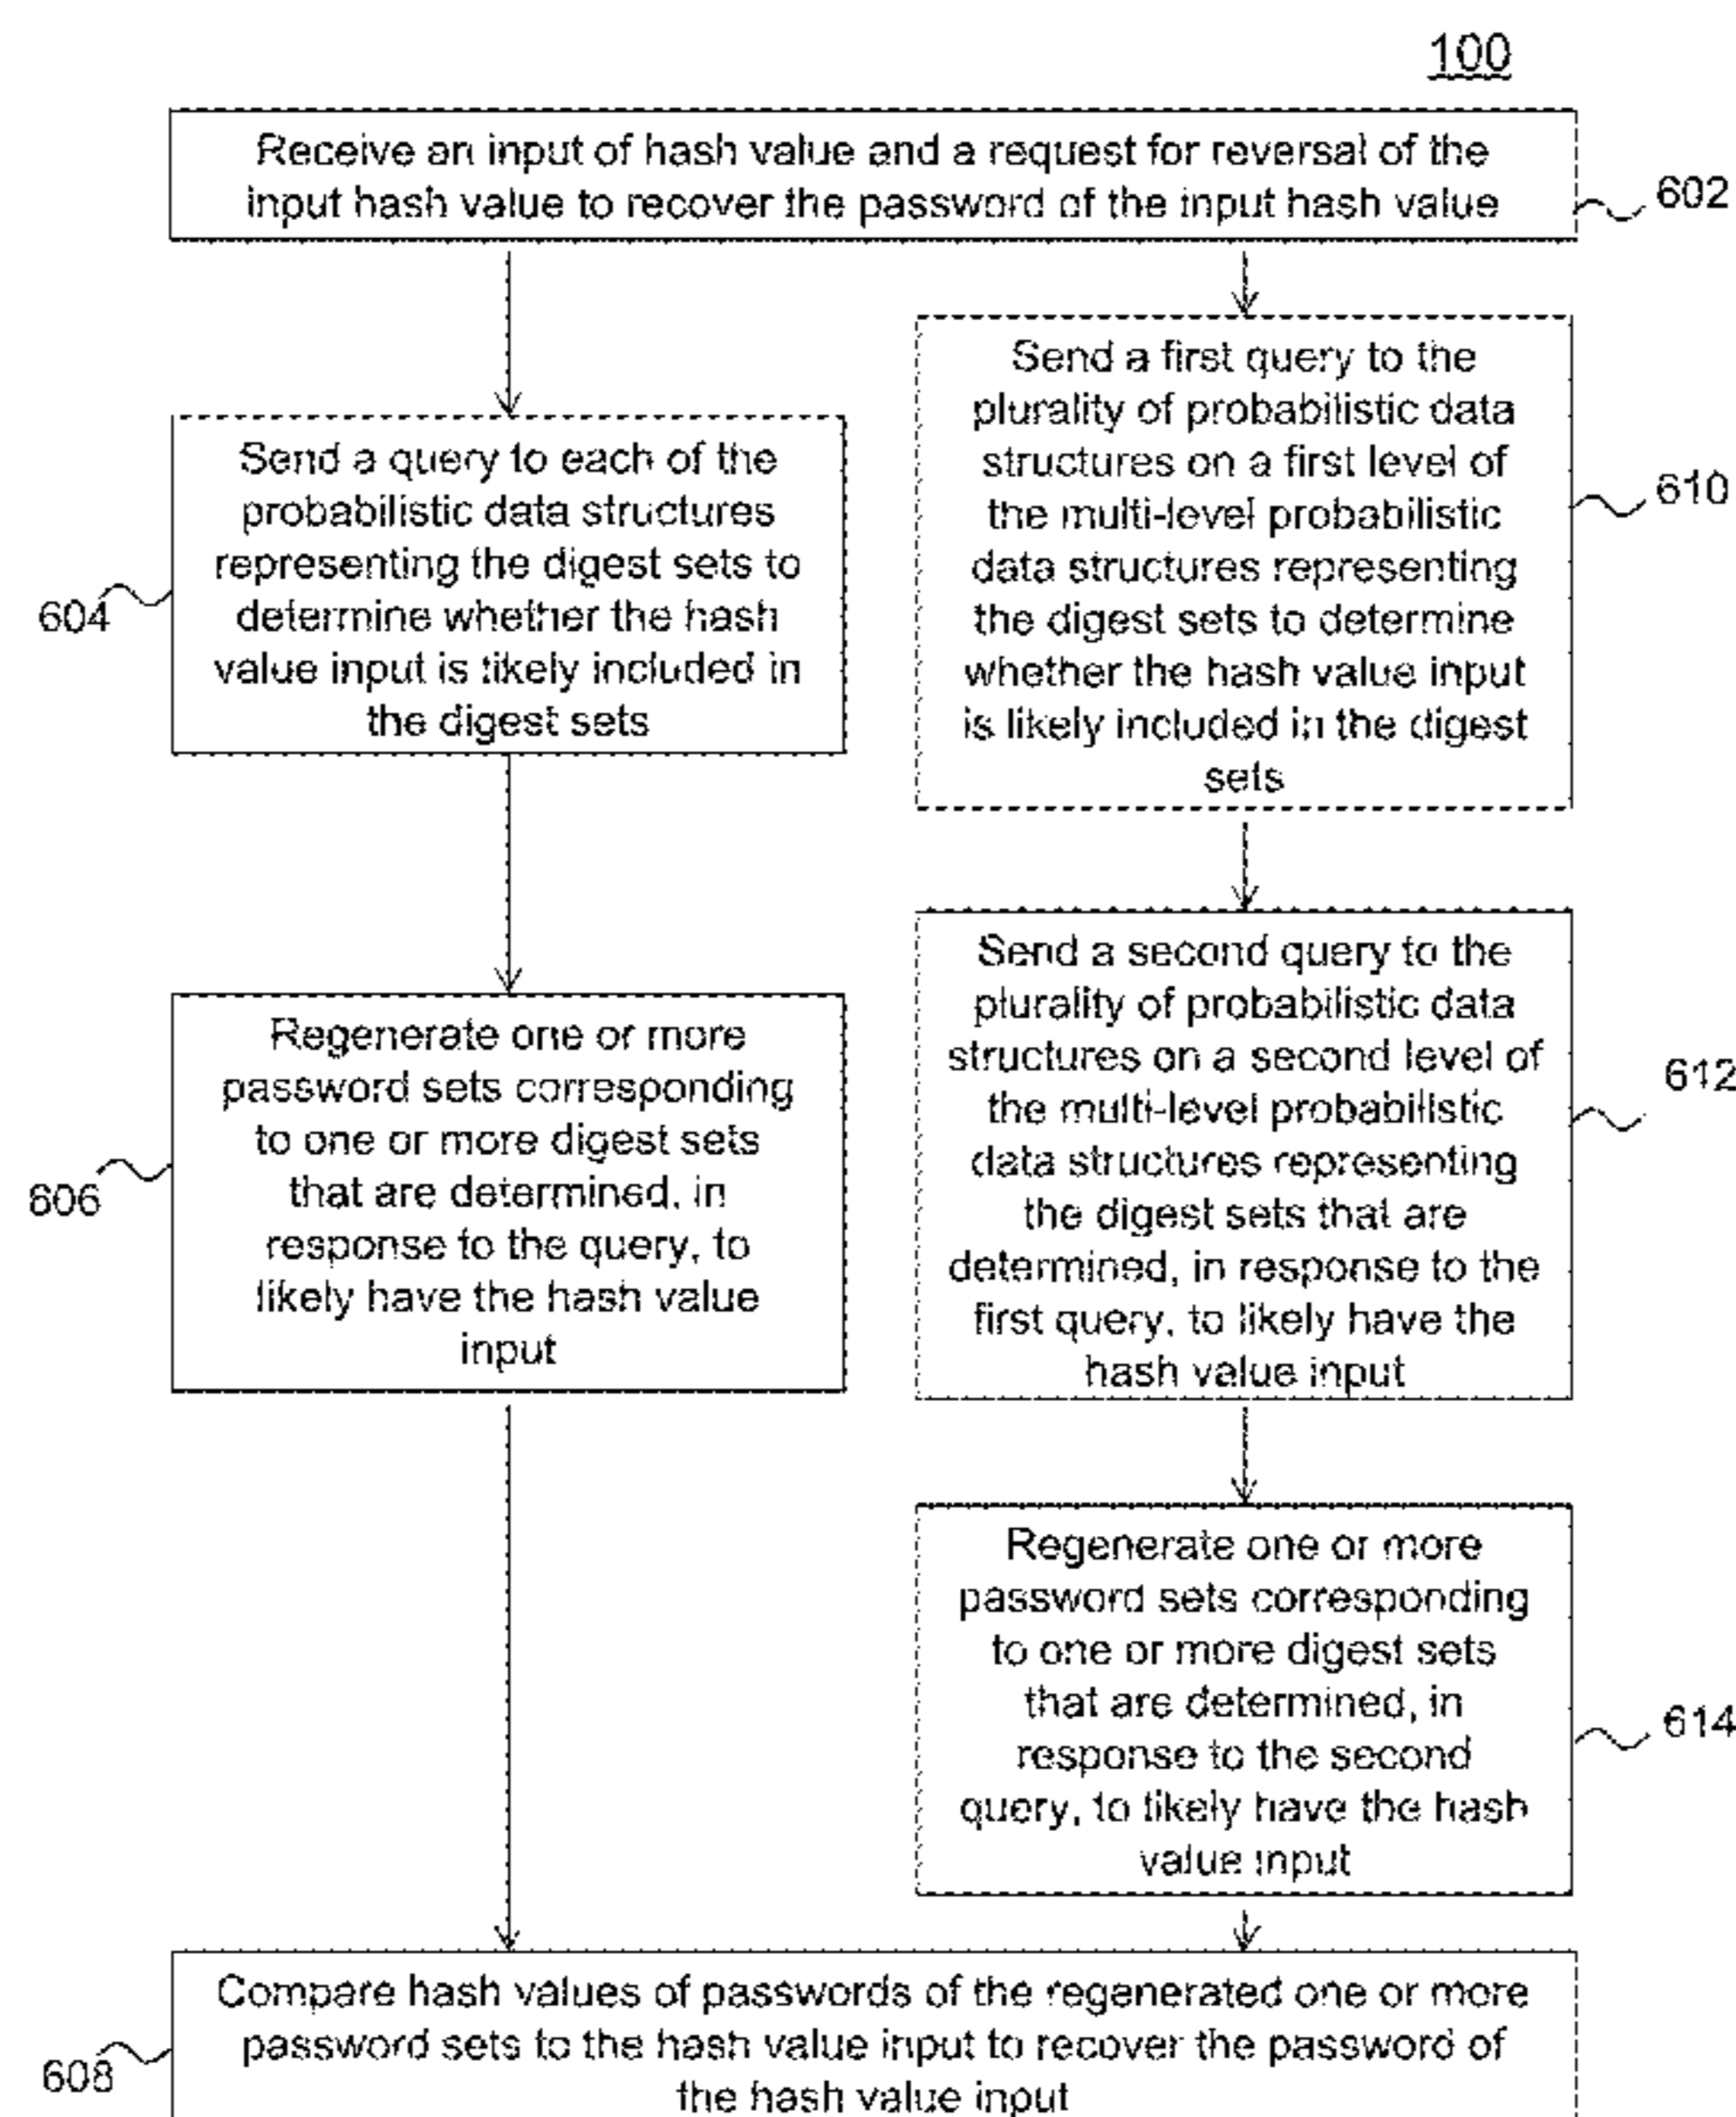 100
Receive an input of hash value and a request for reversal of the
input hash value to recover the password of the input hash value
602
Send a query to each of the
probabilistic data structures
representing the digest sets to
determine whether the hash
value input is likely included in
the digest sets
604
Send a first query to the
plurality of probabilistic data
structures on a first level of
the multi-level probabilistic
data structures representing
the digest sets to determine
whether the hash value input
is likely included in the digest
sets
610
Regenerate one or more
password sets corresponding
to one or more digest sets
that are determined, in
response to the query, to
likely have the hash value
input
606
Send a second query to the
plurality of probabilistic data
structures on a second level of
the multi-level probabilistic
data structures representing
the digest sets that are
determined, in response to the
first query, to likely have the
hash value input
612
Regenerate one or more
password sets corresponding
to one or more digest sets
that are determined, in
response to the second
query, to likely have the hash
value input
614
Compare hash values of passwords of the regenerated one or more
password sets to the hash value input to recover the password of
the hash value input
608